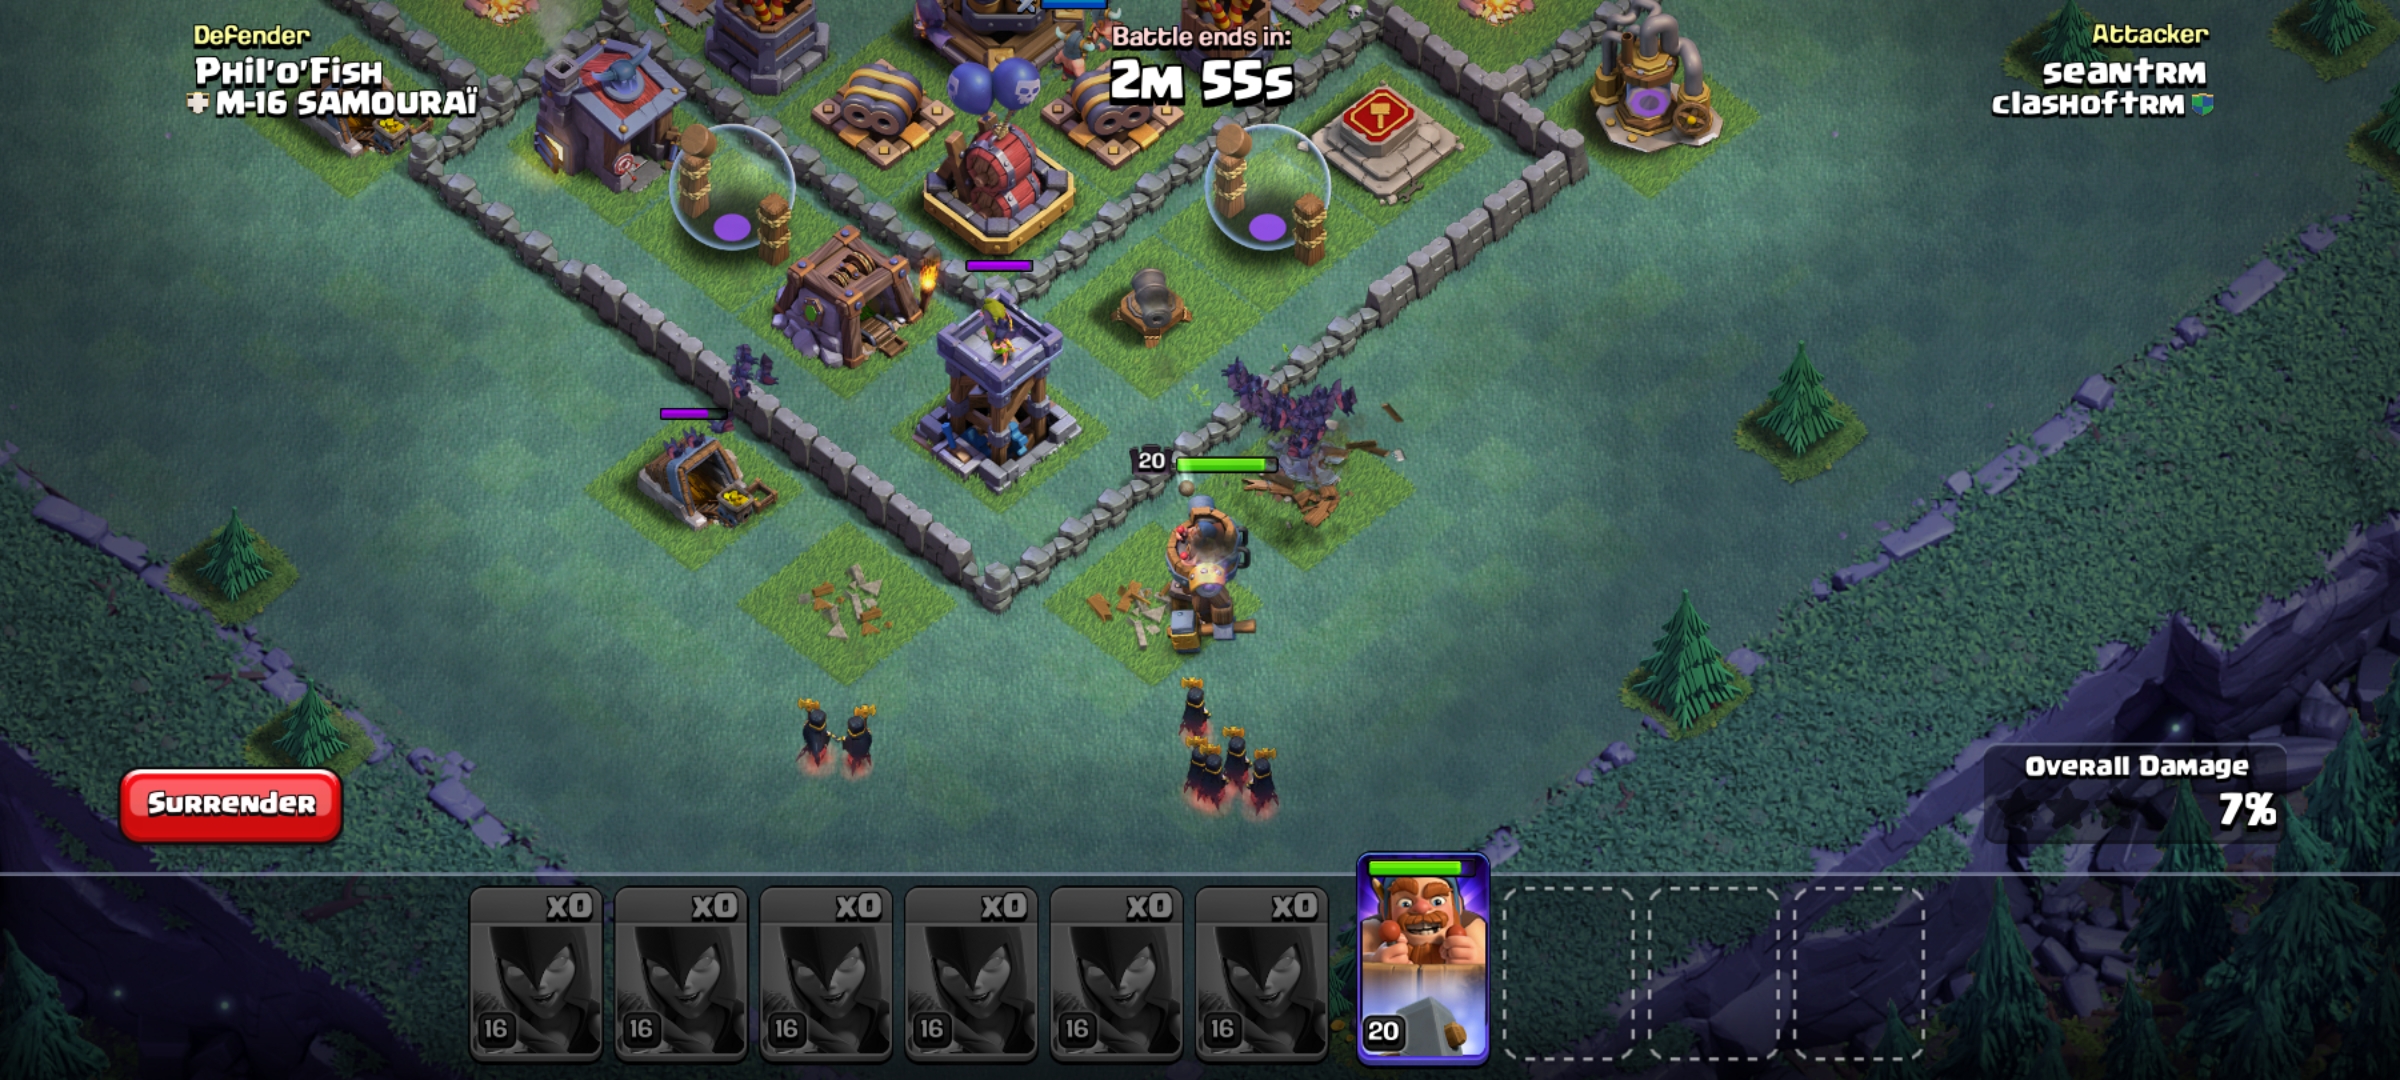 Defender
Phil'o'Fish
M-16 SAMOURAÏ
Battle ends in:
2M 55s
Attacker
seantRM
clashoftRM
20
Surrender
Overall Damage
7%
x0
x0
x0
x0
x0
x0
16
16
16
16
16
16
20